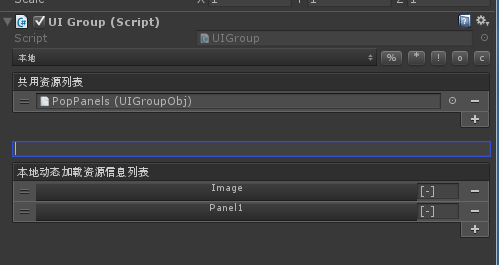 Scale X 1 Y 1 Z 1
UI Group (Script)
Script UIGroup
本地 % * ! o c
共用资源列表
= PopPanels (UIGroupObj) −
+
本地动态加载资源信息列表
= Image [-] −
= Panel1 [-] −
+